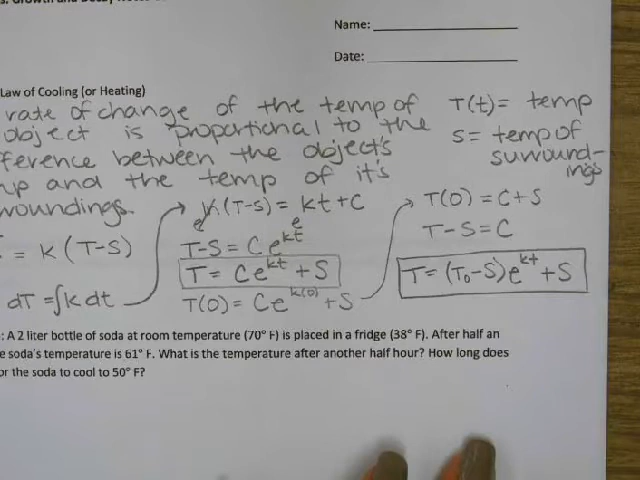 Name:
Date:
Law of Cooling (or Heating)
rate of change of the temp of
object is proportional to the
ference between the object's
up and the temp of it's
woundings.
T(t) = temp
S = temp of
suwound-
ings
= K (T-S)
dT = ∫k dt
ln (T-S) = kt + C
e e
T-S = Ce^kt
T = Ce^kt + S
T(0) = Ce^k(0) + S
T(0) = C + S
T - S = C
T = (T₀-S)e^kt + S
: A 2 liter bottle of soda at room temperature (70° F) is placed in a fridge (38° F). After half an
e soda's temperature is 61° F. What is the temperature after another half hour? How long does
or the soda to cool to 50° F?